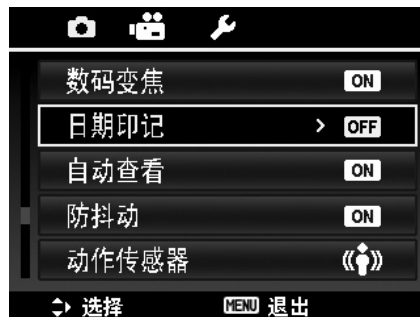 数码变焦 ON
日期印记 > OFF
自动查看 ON
防抖动 ON
动作传感器
选择 MENU 退出